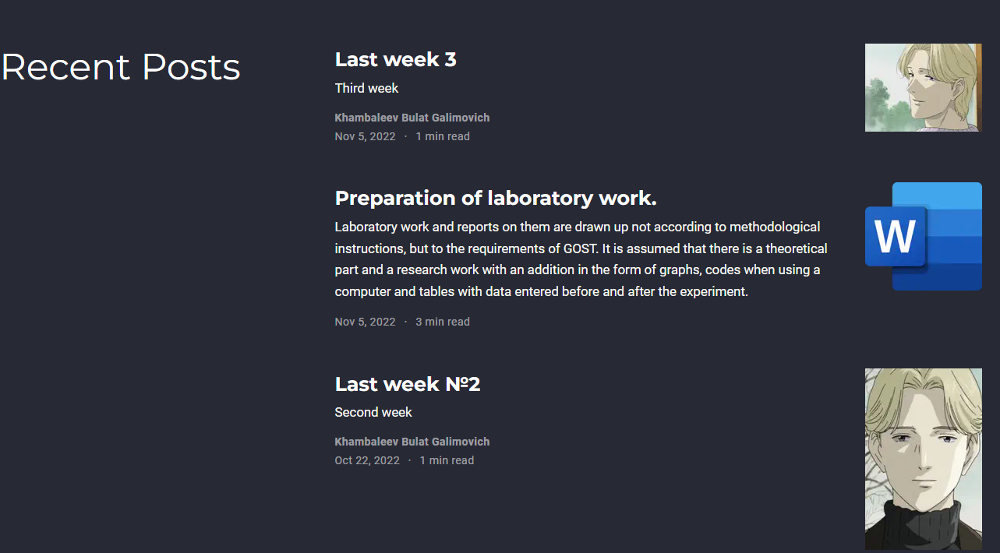 Recent Posts
Last week 3
Third week
Khambaleev Bulat Galimovich
Nov 5, 2022 · 1 min read
Preparation of laboratory work.
Laboratory work and reports on them are drawn up not according to methodological
instructions, but to the requirements of GOST. It is assumed that there is a theoretical
part and a research work with an addition in the form of graphs, codes when using a
computer and tables with data entered before and after the experiment.
Nov 5, 2022 · 3 min read
W
Last week №2
Second week
Khambaleev Bulat Galimovich
Oct 22, 2022 · 1 min read